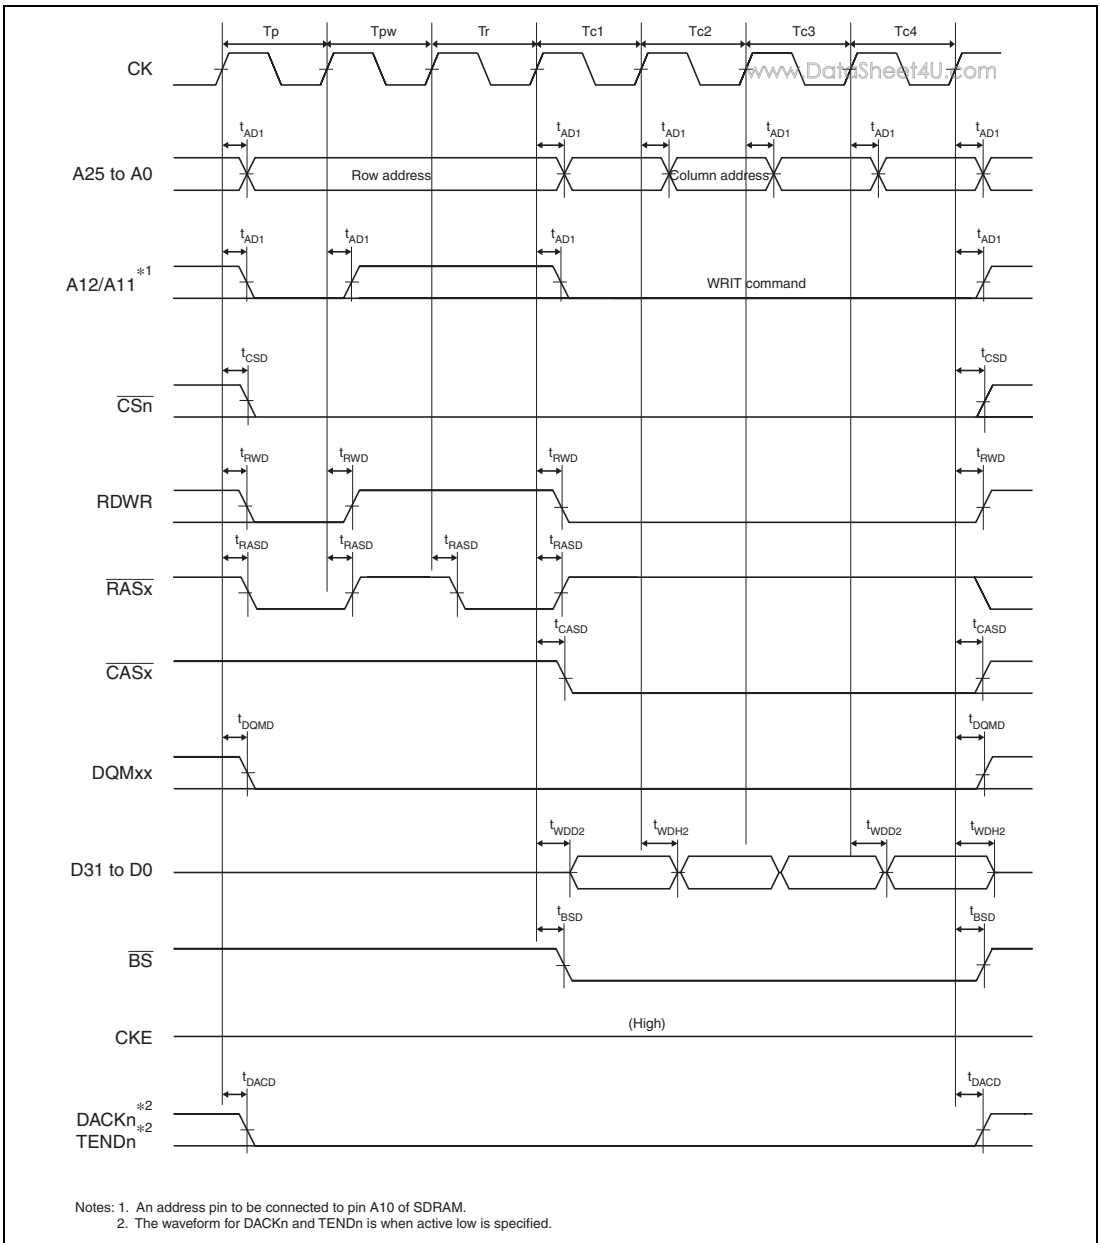 Tp Tpw Tr Tc1 Tc2 Tc3 Tc4
CK
www.DataSheet4U.com
tAD1 tAD1 tAD1 tAD1 tAD1 tAD1
A25 to A0
Row address
Column address
tAD1 tAD1 tAD1 tAD1
A12/A11*1
WRIT command
tCSD tCSD
CSn
tRWD tRWD tRWD tRWD
RDWR
tRASD tRASD tRASD tRASD
RASx
tCASD tCASD
CASx
tDQMD tDQMD
DQMxx
tWDD2 tWDH2 tWDD2 tWDH2
D31 to D0
tBSD tBSD
BS
(High)
CKE
tDACD tDACD
DACKn*2
TENDn*2
Notes: 1. An address pin to be connected to pin A10 of SDRAM.
2. The waveform for DACKn and TENDn is when active low is specified.